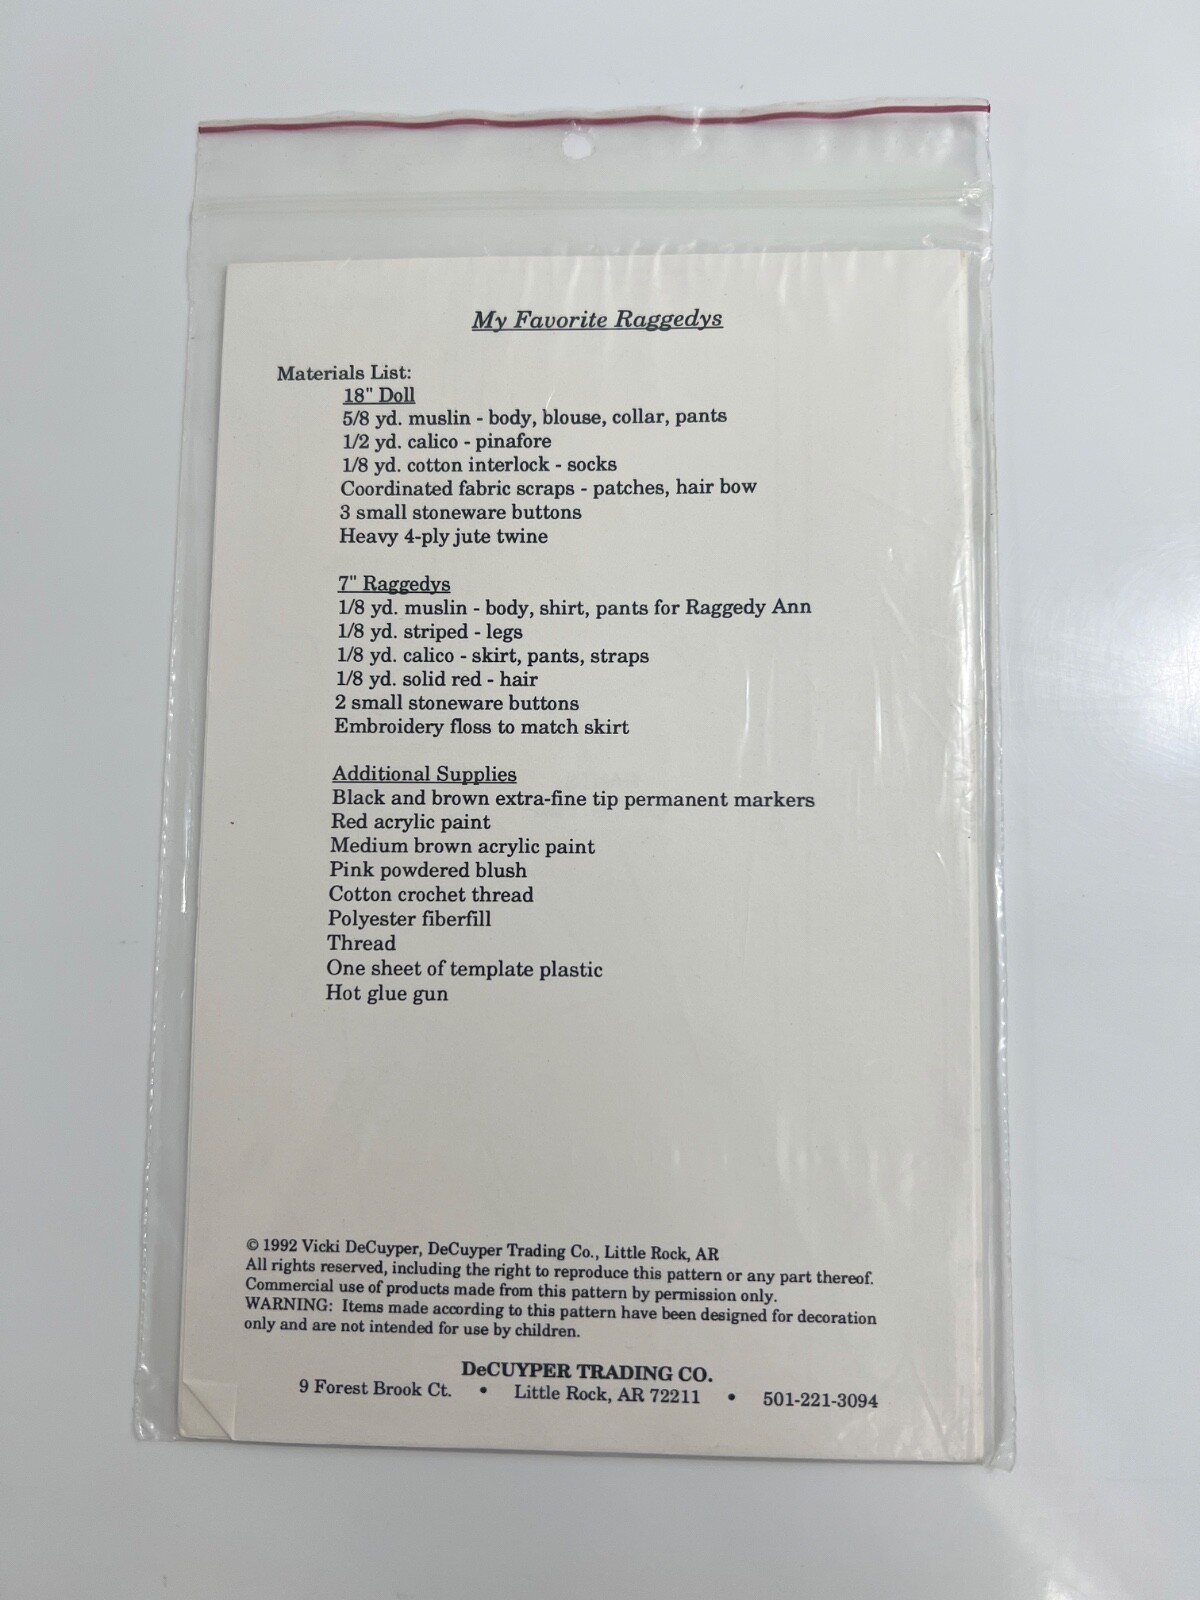 My Favorite Raggedys
Materials List:
18" Doll
5/8 yd. muslin - body, blouse, collar, pants
1/2 yd. calico - pinafore
1/8 yd. cotton interlock - socks
Coordinated fabric scraps - patches, hair bow
3 small stoneware buttons
Heavy 4-ply jute twine
7" Raggedys
1/8 yd. muslin - body, shirt, pants for Raggedy Ann
1/8 yd. striped - legs
1/8 yd. calico - skirt, pants, straps
1/8 yd. solid red - hair
2 small stoneware buttons
Embroidery floss to match skirt
Additional Supplies
Black and brown extra-fine tip permanent markers
Red acrylic paint
Medium brown acrylic paint
Pink powdered blush
Cotton crochet thread
Polyester fiberfill
Thread
One sheet of template plastic
Hot glue gun
© 1992 Vicki DeCuyper, DeCuyper Trading Co., Little Rock, AR
All rights reserved, including the right to reproduce this pattern or any part thereof.
Commercial use of products made from this pattern by permission only.
WARNING: Items made according to this pattern have been designed for decoration
only and are not intended for use by children.
DeCUYPER TRADING CO.
9 Forest Brook Ct. • Little Rock, AR 72211 • 501-221-3094